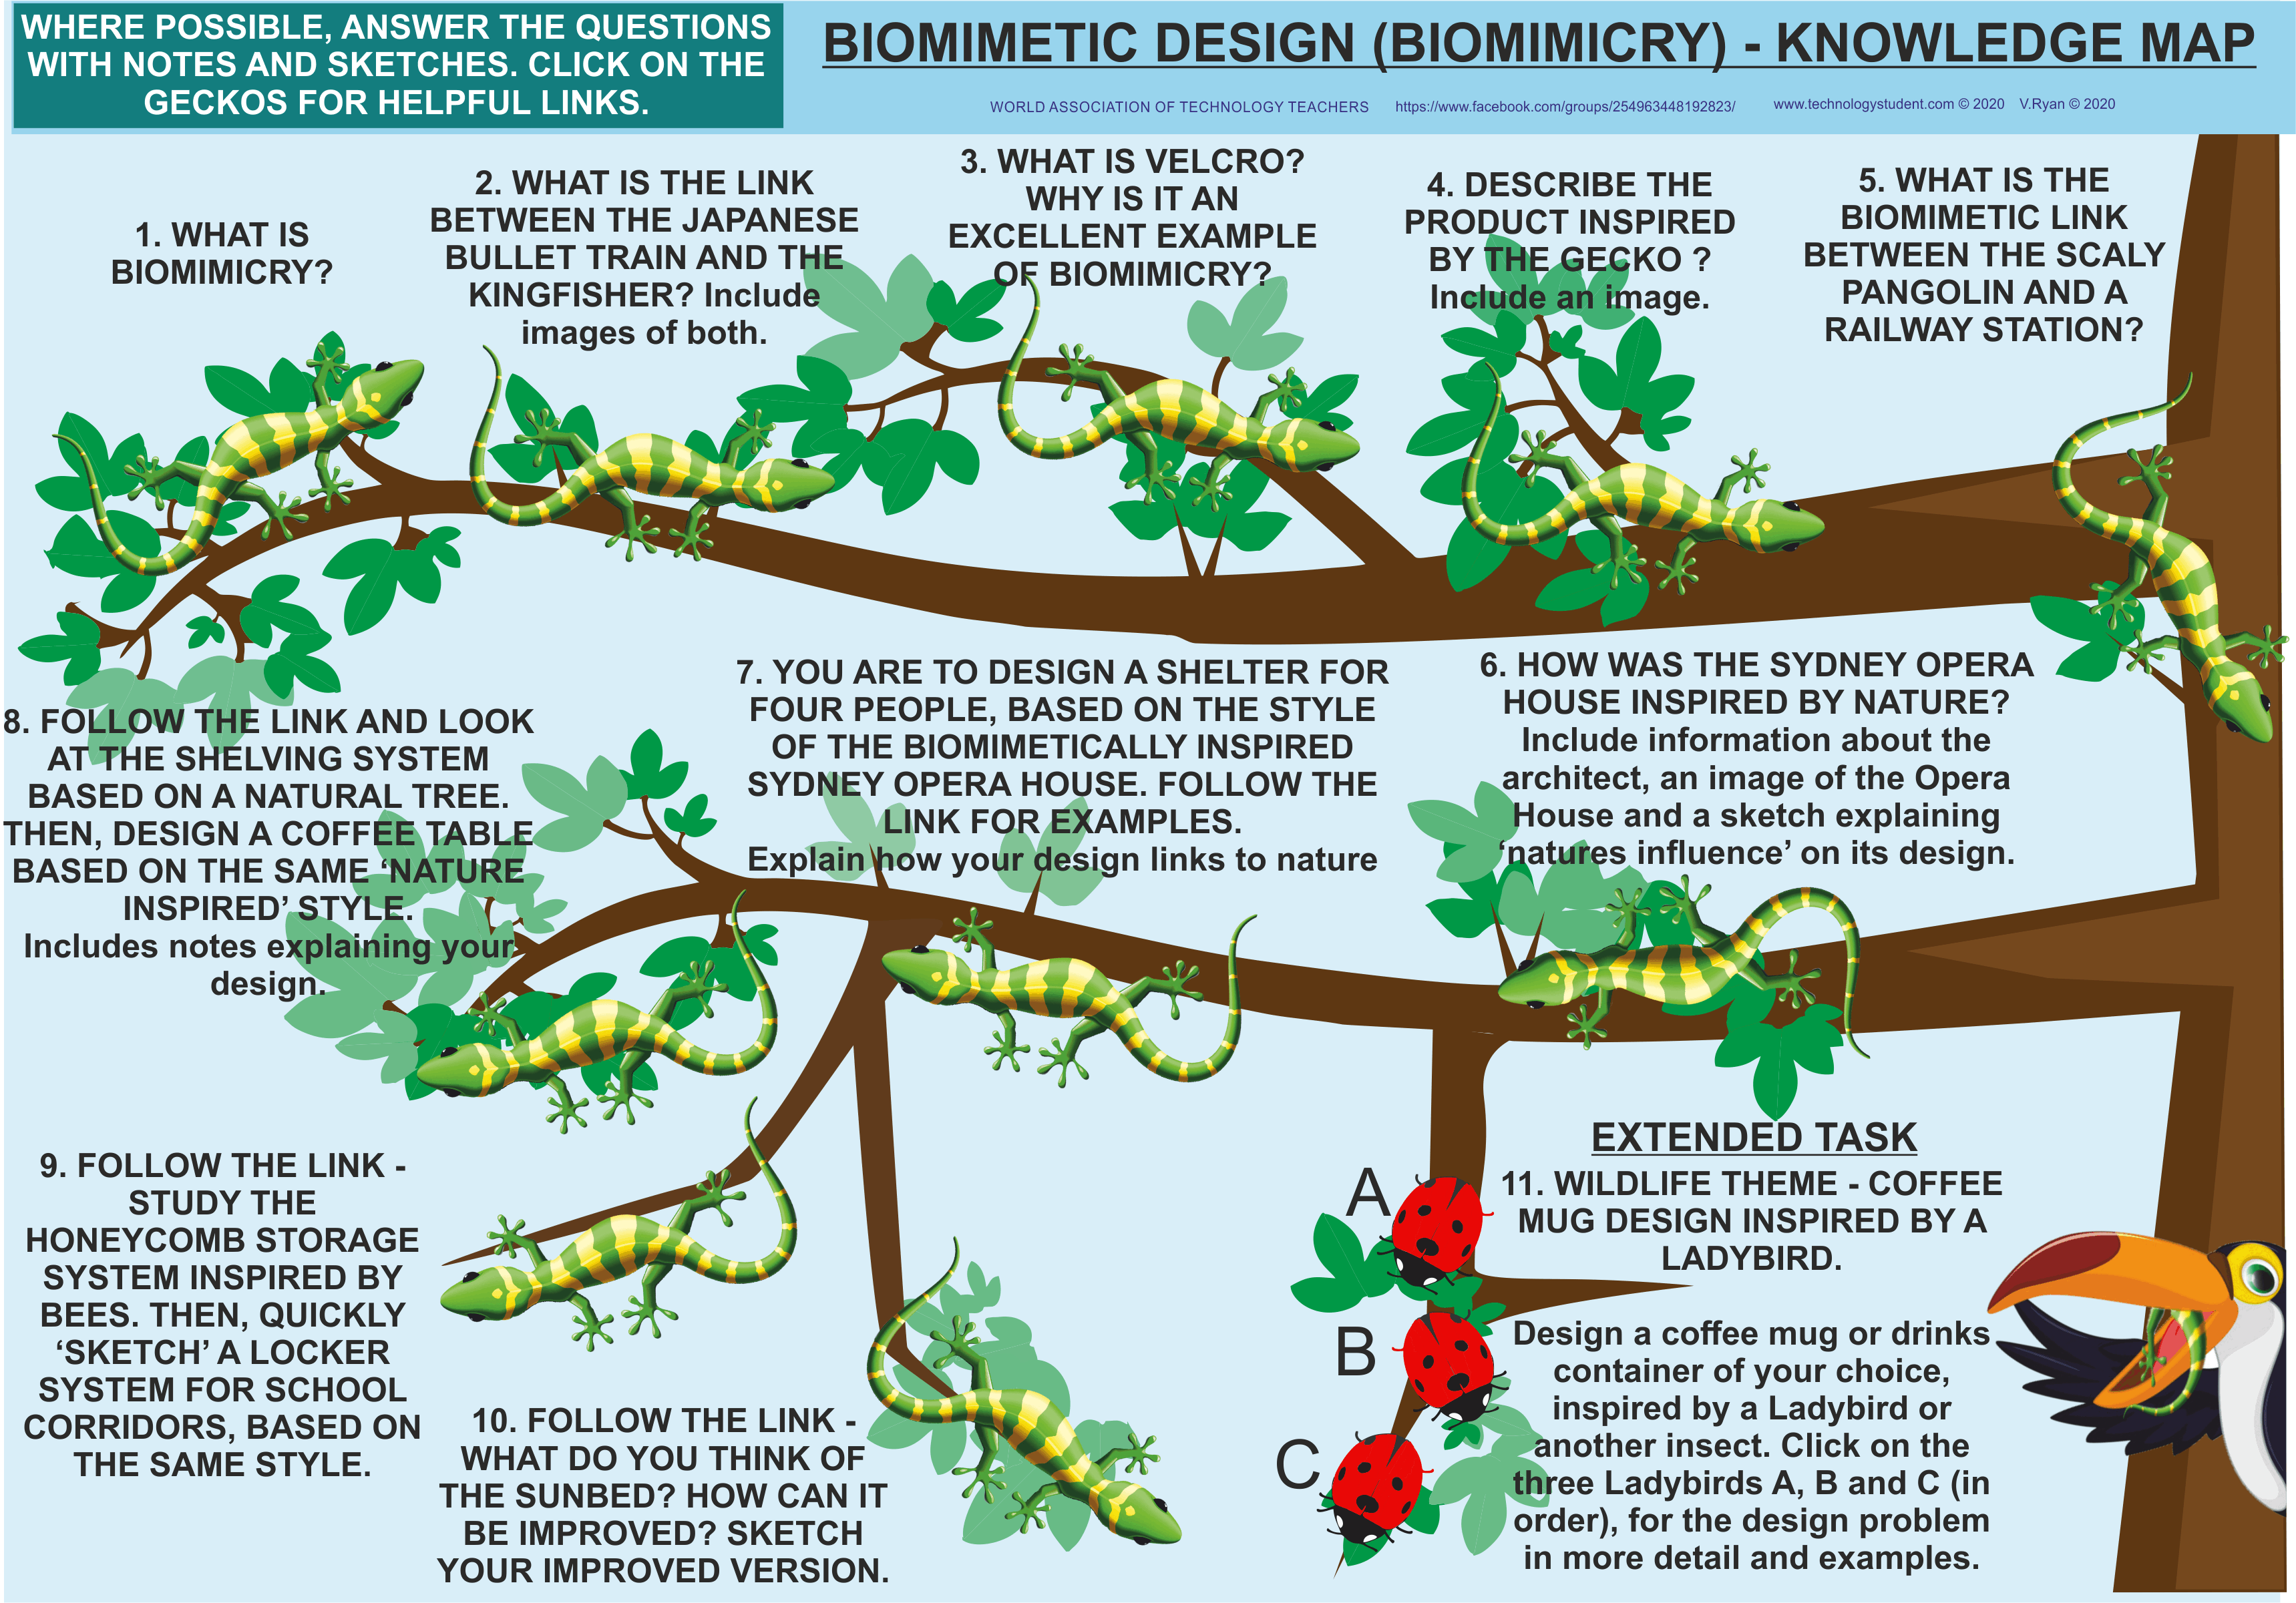 WHERE POSSIBLE, ANSWER THE QUESTIONS
WITH NOTES AND SKETCHES. CLICK ON THE
GECKOS FOR HELPFUL LINKS.
BIOMIMETIC DESIGN (BIOMIMICRY) - KNOWLEDGE MAP
WORLD ASSOCIATION OF TECHNOLOGY TEACHERS https://www.facebook.com/groups/254963448192823/ www.technologystudent.com © 2020 V.Ryan © 2020
1. WHAT IS
BIOMIMICRY?
2. WHAT IS THE LINK
BETWEEN THE JAPANESE
BULLET TRAIN AND THE
KINGFISHER? Include
images of both.
3. WHAT IS VELCRO?
WHY IS IT AN
EXCELLENT EXAMPLE
OF BIOMIMICRY?
4. DESCRIBE THE
PRODUCT INSPIRED
BY THE GECKO ?
Include an image.
5. WHAT IS THE
BIOMIMETIC LINK
BETWEEN THE SCALY
PANGOLIN AND A
RAILWAY STATION?
6. HOW WAS THE SYDNEY OPERA
HOUSE INSPIRED BY NATURE?
Include information about the
architect, an image of the Opera
House and a sketch explaining
‘natures influence’ on its design.
7. YOU ARE TO DESIGN A SHELTER FOR
FOUR PEOPLE, BASED ON THE STYLE
OF THE BIOMIMETICALLY INSPIRED
SYDNEY OPERA HOUSE. FOLLOW THE
LINK FOR EXAMPLES.
Explain how your design links to nature
8. FOLLOW THE LINK AND LOOK
AT THE SHELVING SYSTEM
BASED ON A NATURAL TREE.
THEN, DESIGN A COFFEE TABLE
BASED ON THE SAME ‘NATURE
INSPIRED’ STYLE.
Includes notes explaining your
design.
9. FOLLOW THE LINK -
STUDY THE
HONEYCOMB STORAGE
SYSTEM INSPIRED BY
BEES. THEN, QUICKLY
‘SKETCH’ A LOCKER
SYSTEM FOR SCHOOL
CORRIDORS, BASED ON
THE SAME STYLE.
10. FOLLOW THE LINK -
WHAT DO YOU THINK OF
THE SUNBED? HOW CAN IT
BE IMPROVED? SKETCH
YOUR IMPROVED VERSION.
EXTENDED TASK
11. WILDLIFE THEME - COFFEE
MUG DESIGN INSPIRED BY A
LADYBIRD.
Design a coffee mug or drinks
container of your choice,
inspired by a Ladybird or
another insect. Click on the
three Ladybirds A, B and C (in
order), for the design problem
in more detail and examples.
A
B
C